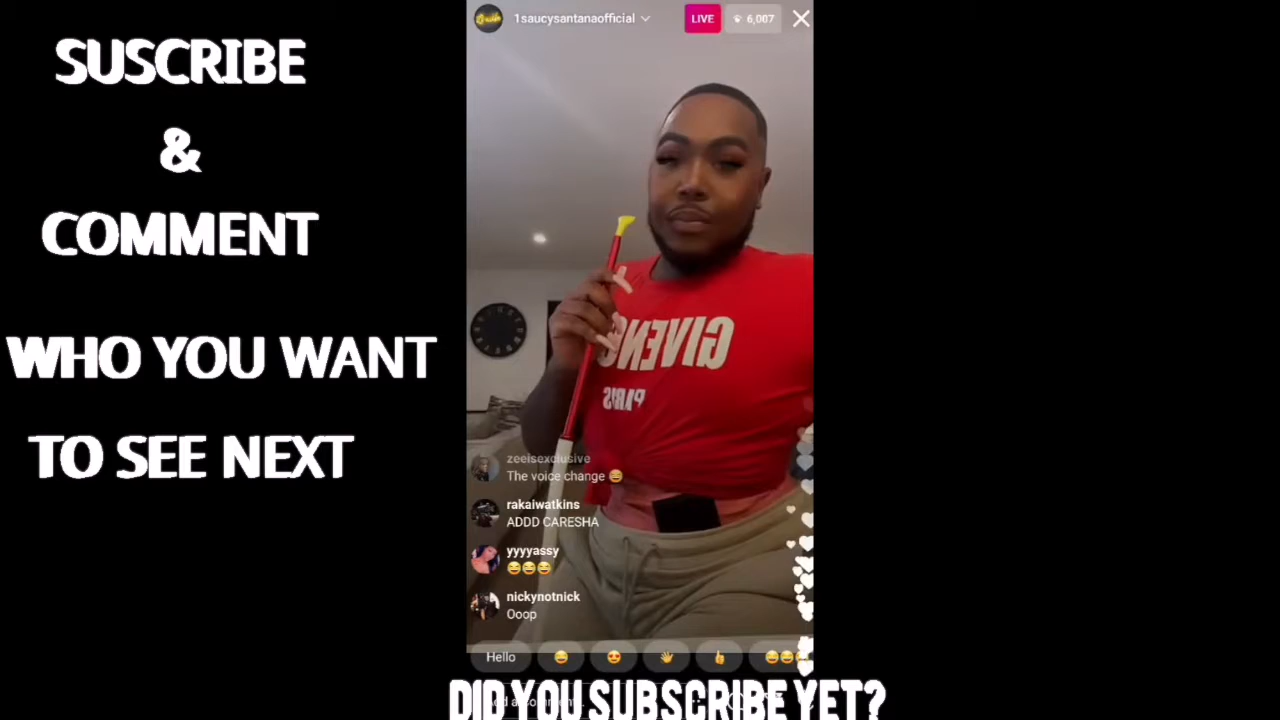 SUSCRIBE
&
COMMENT
WHO YOU WANT
TO SEE NEXT
1saucysantanaofficial
LIVE
6,007
GIVENC
PARIS
zeeisexclusive
The voice change 😅
rakaiwatkins
ADDD CARESHA
yyyyassy
😂😂😂
nickynotnick
Ooop
Hello 😂 😍 👋 👍 😂😂
DID YOU SUBSCRIBE YET?